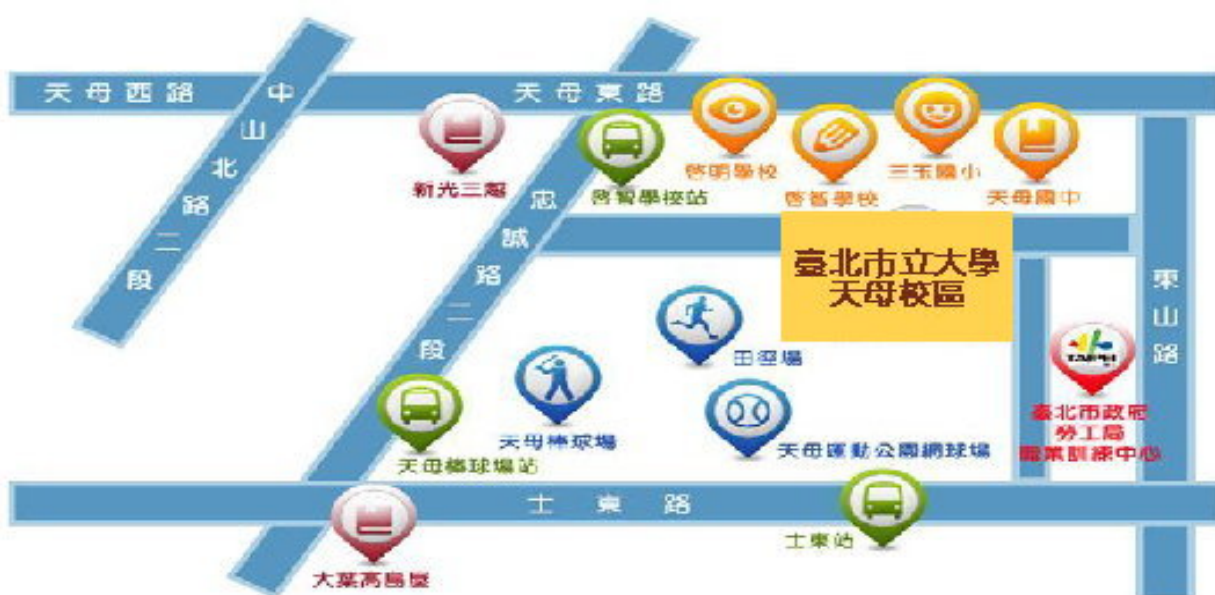 天母西路
天母東路
中山北路二段
新光三越
啓智學校站
啓明學校
啓智學校
三玉國小
天母國中
忠誠路二段
臺北市立大學
天母校區
東山路
田徑場
TAIPEI
天母棒球場
天母棒球場站
天母運動公園網球場
臺北市政府
勞工局
職業訓練中心
士東路
士東站
大葉高島屋